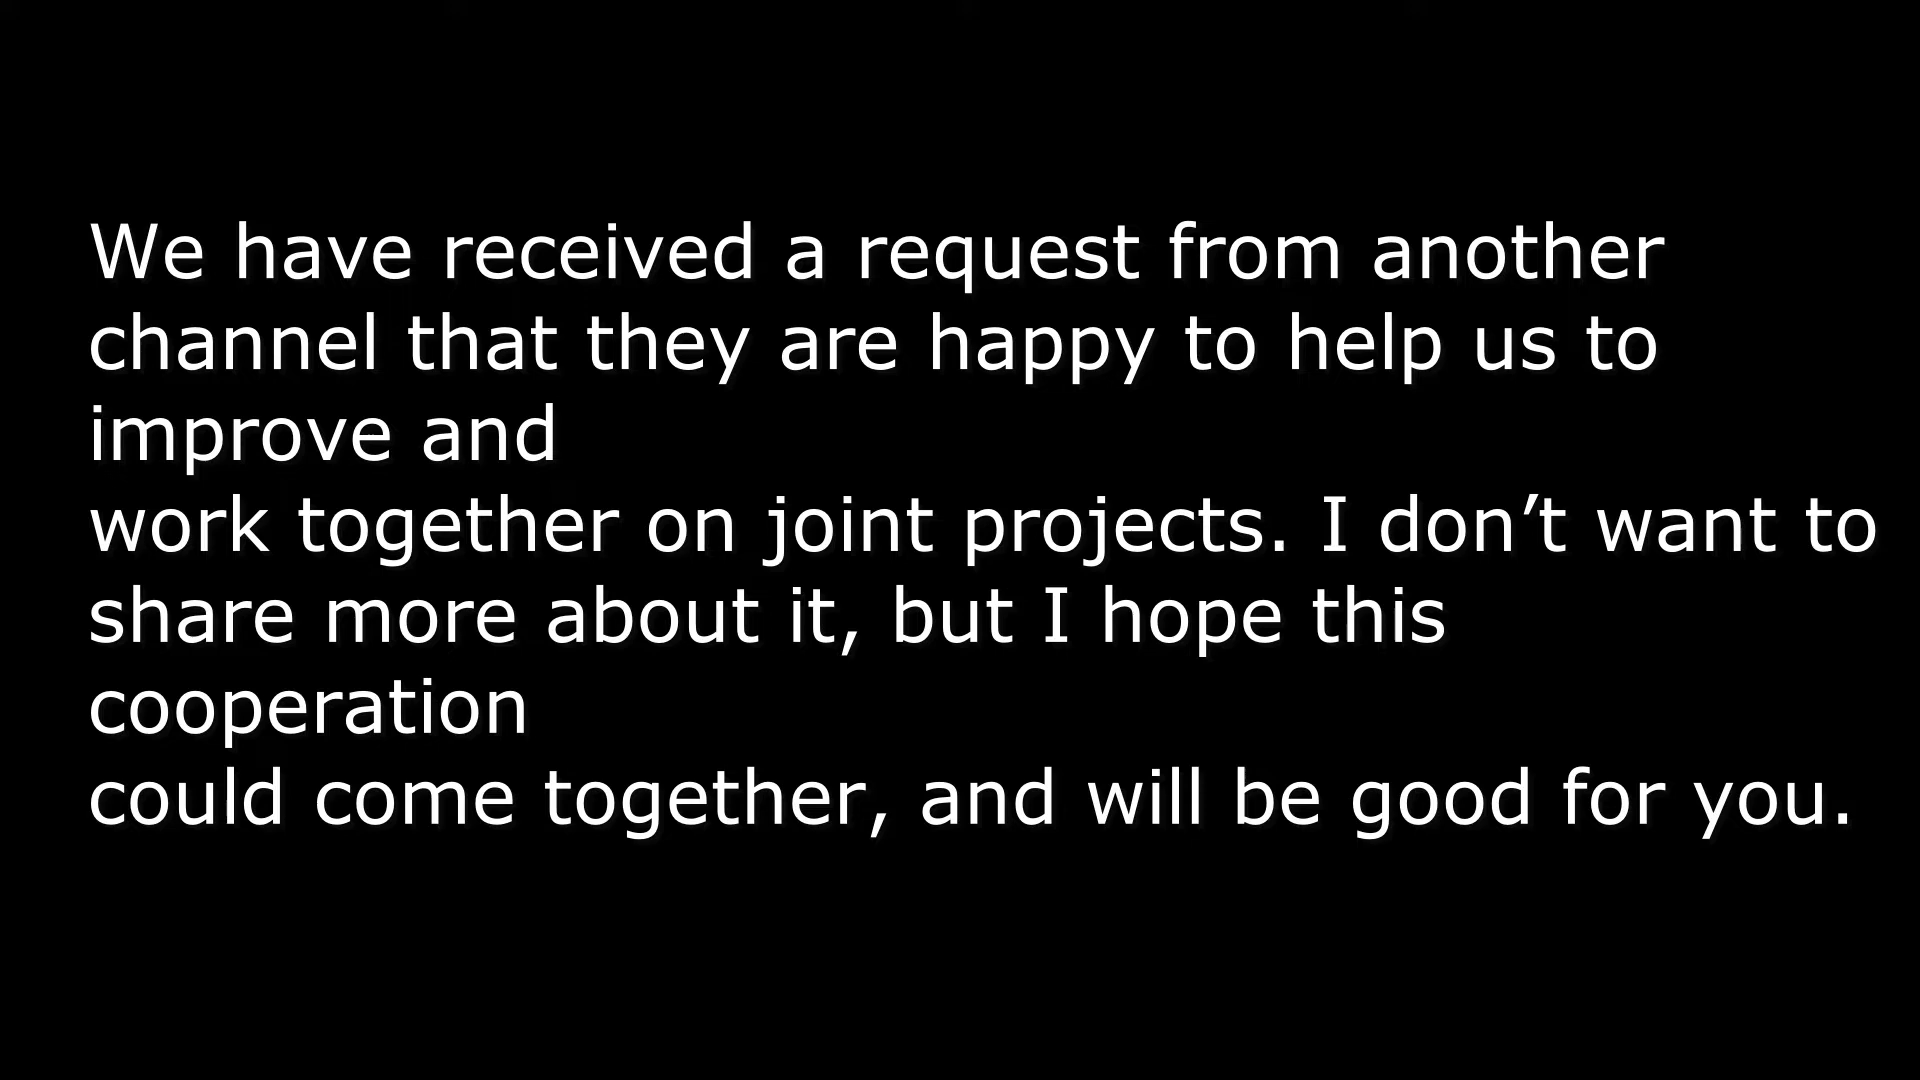 We have received a request from another
channel that they are happy to help us to
improve and
work together on joint projects. I don’t want to
share more about it, but I hope this
cooperation
could come together, and will be good for you.